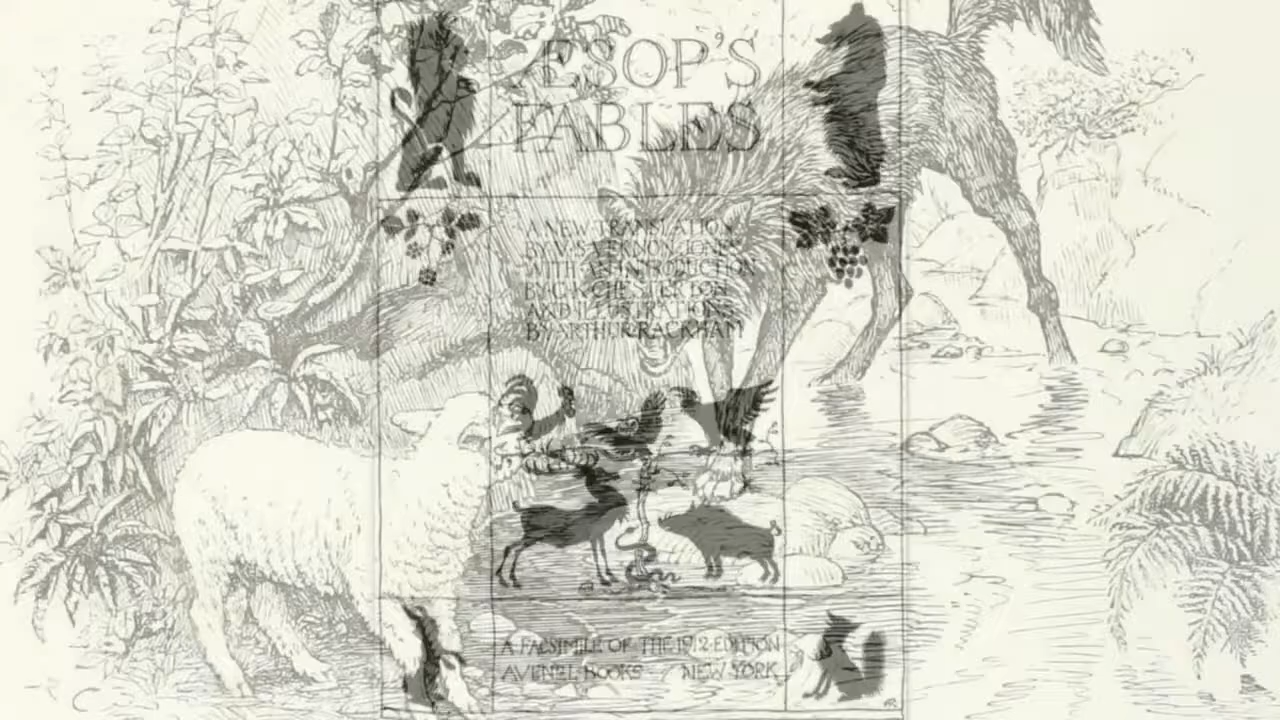 ÆSOP'S
FABLES
A NEW TRANSLATION
BY V·S·VERNON JONES
WITH AN INTRODUCTION
BY G·K·CHESTERTON
AND ILLUSTRATIONS
BY ARTHUR RACKHAM
A FACSIMILE OF THE 1912 EDITION
AVENEL BOOKS · NEW YORK